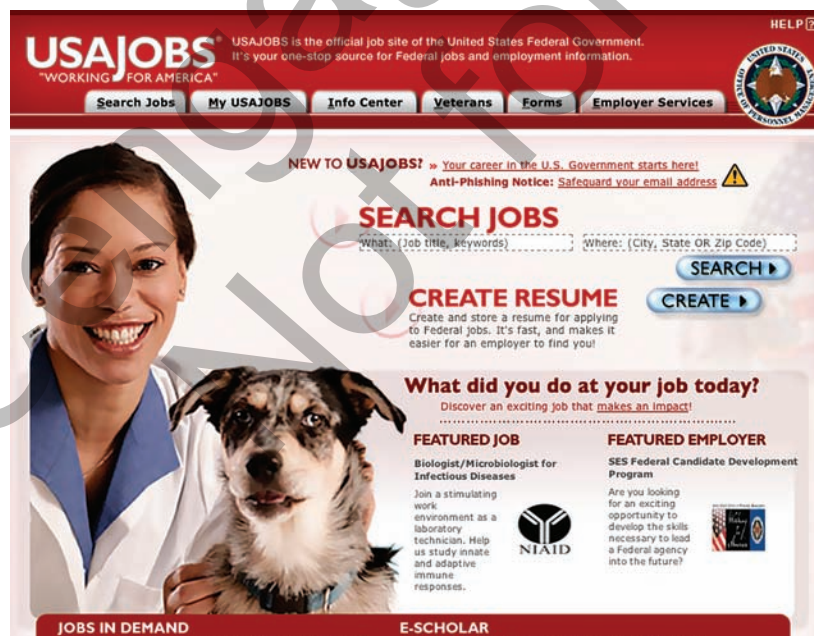 HELP
USAJOBS
"WORKING FOR AMERICA"
USAJOBS is the official job site of the United States Federal Government.
It's your one-stop source for Federal jobs and employment information.
Search Jobs
My USAJOBS
Info Center
Veterans
Forms
Employer Services
UNITED STATES
OFFICE OF PERSONNEL MANAGEMENT
NEW TO USAJOBS? » Your career in the U.S. Government starts here!
Anti-Phishing Notice: Safeguard your email address
SEARCH JOBS
What: (Job title, keywords)
Where: (City, State OR Zip Code)
SEARCH
CREATE RESUME
CREATE
Create and store a resume for applying
to Federal jobs. It's fast, and makes it
easier for an employer to find you!
What did you do at your job today?
Discover an exciting job that makes an impact!
FEATURED JOB
Biologist/Microbiologist for
Infectious Diseases
Join a stimulating
work
environment as a
laboratory
technician. Help
us study innate
and adaptive
immune
responses.
NIAID
FEATURED EMPLOYER
SES Federal Candidate Development
Program
Are you looking
for an exciting
opportunity to
develop the skills
necessary to lead
a Federal agency
into the future?
JOBS IN DEMAND
E-SCHOLAR